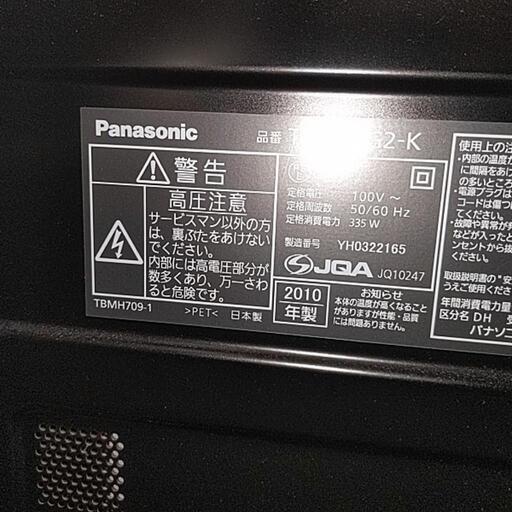 Panasonic
品番
2-K
警告
高圧注意
サービスマン以外の方
は、裏ぶたをあけない
でください。
内部には高電圧部分が
数多くあり、万一さわ
ると危険です。
TBMH709-1
>PET<
日本製
定格電圧 100V～
定格周波数 50/60 Hz
定格消費電力 335 W
製造番号 YH0322165
JQA JQ10247
2010
年製
お知らせ
本体の温度が高くなること
がありますが性能・品質
には問題ありません。
使用上の注
・内部の温度が
に間隔をあけ
の多いところ
・電源プラグは
コードは傷つ
てください。
・故障や異常が
などが入った
ンセントから抜
取扱説明書の"安
うえご使用くだ
年間消費電力量
区分名 DH
パナソニ